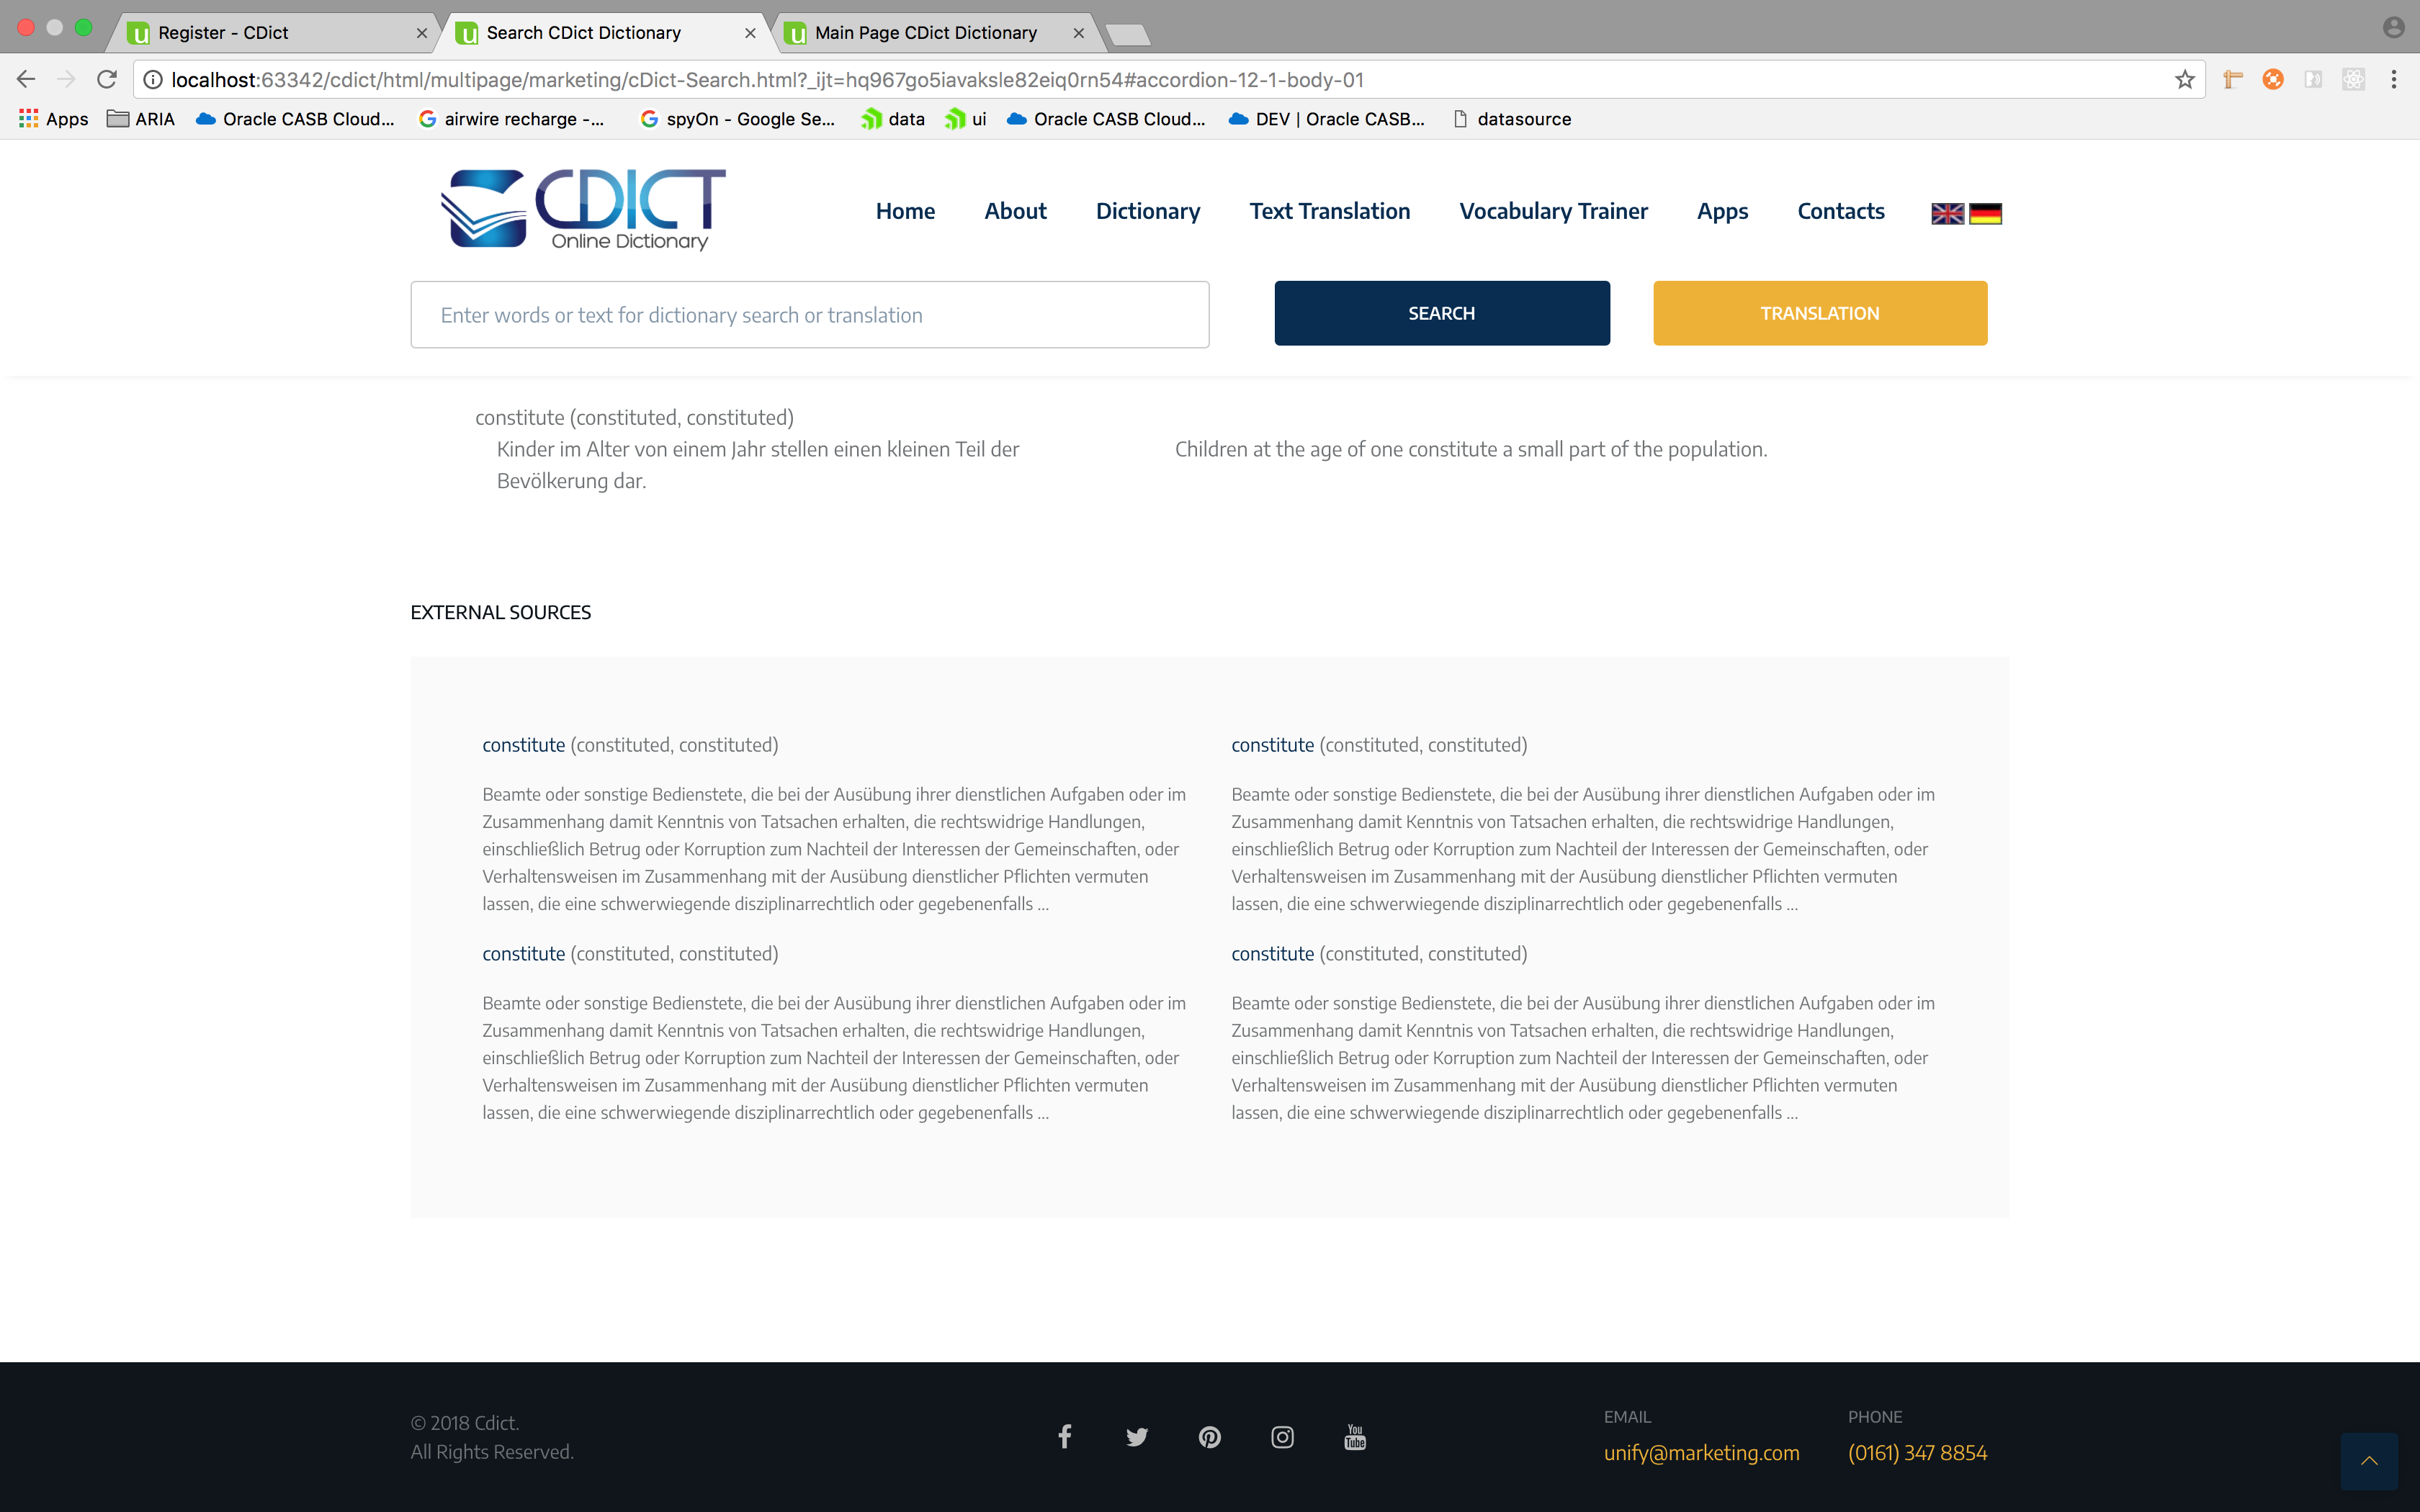 Register - CDict
Search CDict Dictionary
Main Page CDict Dictionary
localhost:63342/cdict/html/multipage/marketing/cDict-Search.html?_ijt=hq967go5iavaksle82eiq0rn54#accordion-12-1-body-01
Apps ARIA Oracle CASB Cloud... airwire recharge -... spyOn - Google Se... data ui Oracle CASB Cloud... DEV | Oracle CASB... datasource
CDICT
Online Dictionary
Home About Dictionary Text Translation Vocabulary Trainer Apps Contacts
Enter words or text for dictionary search or translation
SEARCH
TRANSLATION
constitute (constituted, constituted)
Kinder im Alter von einem Jahr stellen einen kleinen Teil der
Bevölkerung dar.
Children at the age of one constitute a small part of the population.
EXTERNAL SOURCES
constitute (constituted, constituted)
Beamte oder sonstige Bedienstete, die bei der Ausübung ihrer dienstlichen Aufgaben oder im
Zusammenhang damit Kenntnis von Tatsachen erhalten, die rechtswidrige Handlungen,
einschließlich Betrug oder Korruption zum Nachteil der Interessen der Gemeinschaften, oder
Verhaltensweisen im Zusammenhang mit der Ausübung dienstlicher Pflichten vermuten
lassen, die eine schwerwiegende disziplinarrechtlich oder gegebenenfalls ...
constitute (constituted, constituted)
Beamte oder sonstige Bedienstete, die bei der Ausübung ihrer dienstlichen Aufgaben oder im
Zusammenhang damit Kenntnis von Tatsachen erhalten, die rechtswidrige Handlungen,
einschließlich Betrug oder Korruption zum Nachteil der Interessen der Gemeinschaften, oder
Verhaltensweisen im Zusammenhang mit der Ausübung dienstlicher Pflichten vermuten
lassen, die eine schwerwiegende disziplinarrechtlich oder gegebenenfalls ...
constitute (constituted, constituted)
Beamte oder sonstige Bedienstete, die bei der Ausübung ihrer dienstlichen Aufgaben oder im
Zusammenhang damit Kenntnis von Tatsachen erhalten, die rechtswidrige Handlungen,
einschließlich Betrug oder Korruption zum Nachteil der Interessen der Gemeinschaften, oder
Verhaltensweisen im Zusammenhang mit der Ausübung dienstlicher Pflichten vermuten
lassen, die eine schwerwiegende disziplinarrechtlich oder gegebenenfalls ...
constitute (constituted, constituted)
Beamte oder sonstige Bedienstete, die bei der Ausübung ihrer dienstlichen Aufgaben oder im
Zusammenhang damit Kenntnis von Tatsachen erhalten, die rechtswidrige Handlungen,
einschließlich Betrug oder Korruption zum Nachteil der Interessen der Gemeinschaften, oder
Verhaltensweisen im Zusammenhang mit der Ausübung dienstlicher Pflichten vermuten
lassen, die eine schwerwiegende disziplinarrechtlich oder gegebenenfalls ...
© 2018 Cdict.
All Rights Reserved.
You
Tube
EMAIL
unify@marketing.com
PHONE
(0161) 347 8854